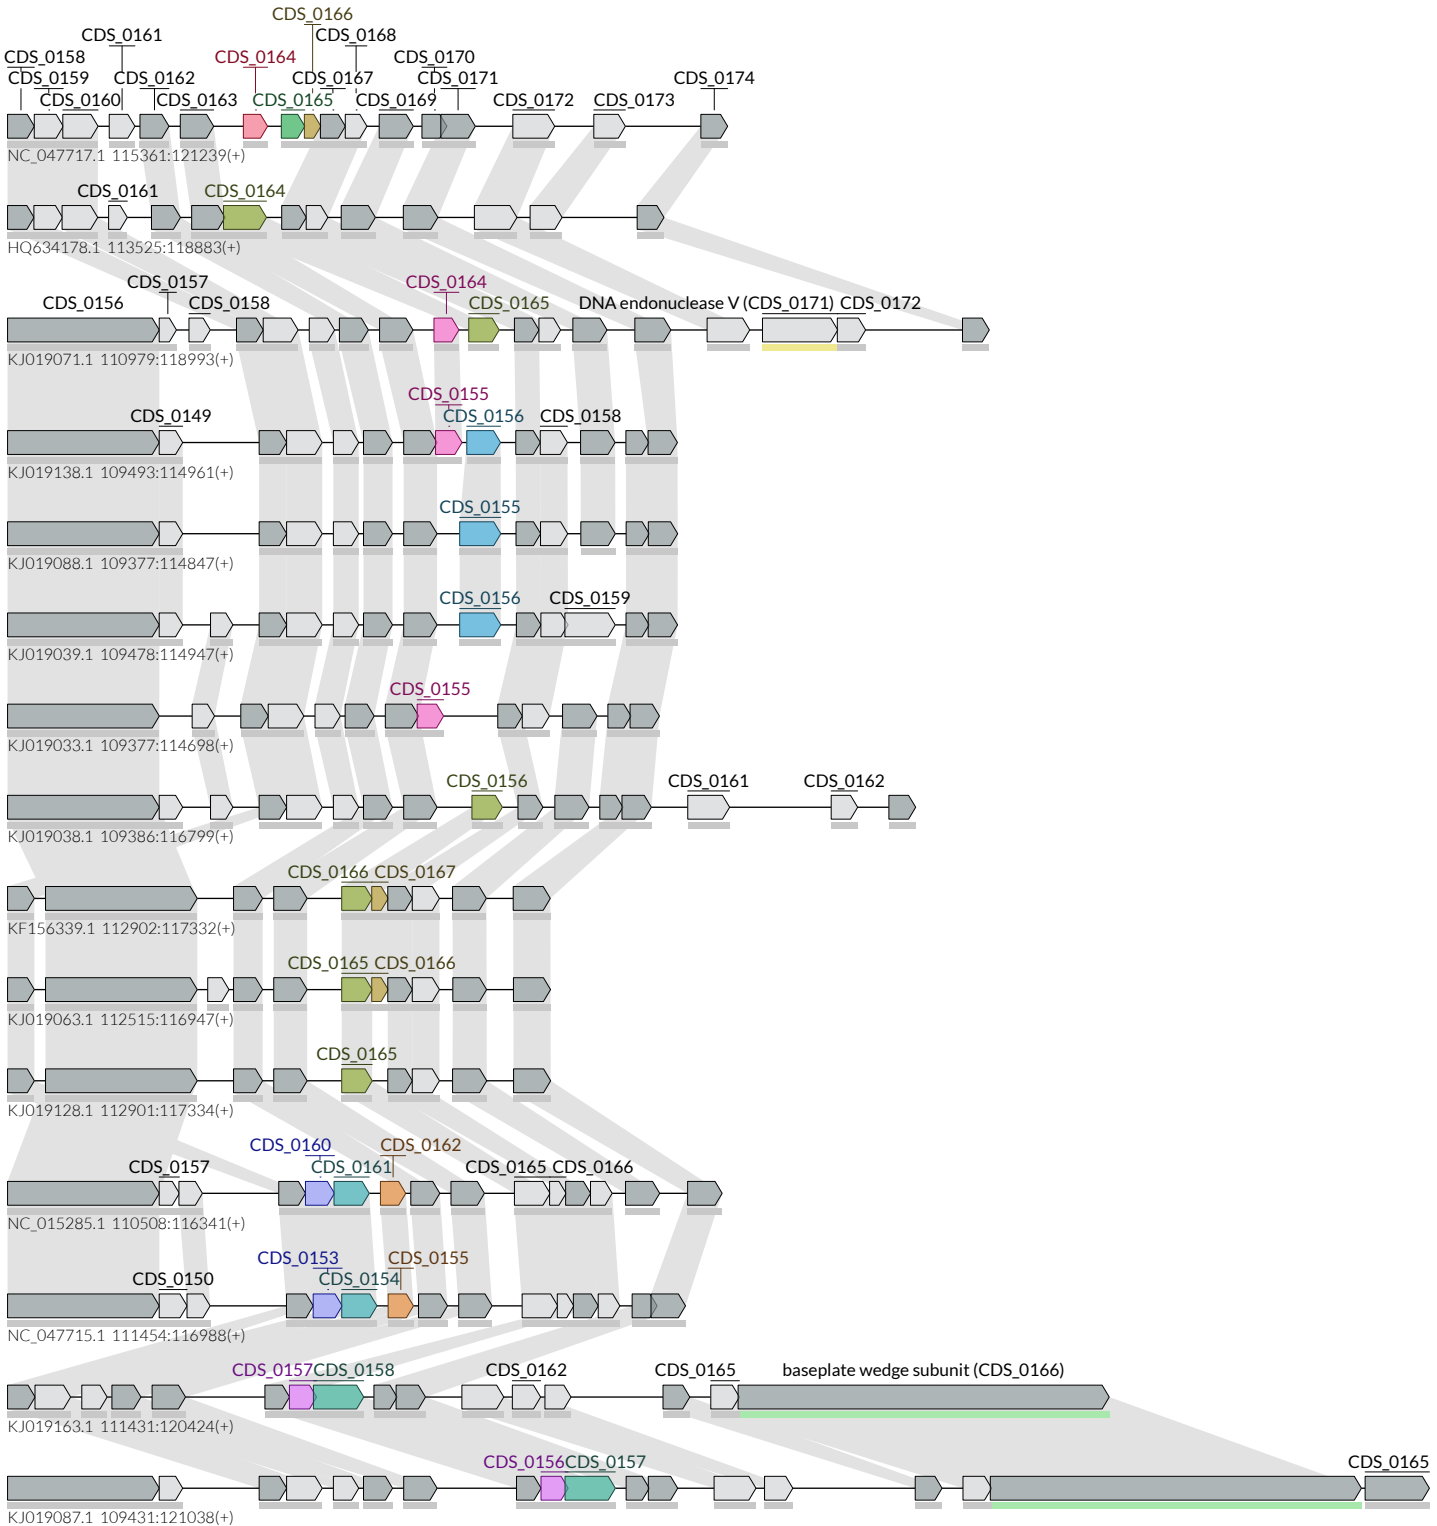 CDS_0166
CDS_0161 CDS_0168
CDS_0158 CDS_0164 CDS_0170
CDS_0159 CDS_0162 CDS_0167 CDS_0171 CDS_0174
CDS_0160 CDS_0163 CDS_0165 CDS_0169 CDS_0172 CDS_0173
NC_047717.1 115361:121239(+)
CDS_0161 CDS_0164
HQ634178.1 113525:118883(+)
CDS_0157 CDS_0164
CDS_0156 CDS_0158 CDS_0165 DNA endonuclease V (CDS_0171) CDS_0172
KJ019071.1 110979:118993(+)
CDS_0155
CDS_0149 CDS_0156 CDS_0158
KJ019138.1 109493:114961(+)
CDS_0155
KJ019088.1 109377:114847(+)
CDS_0156 CDS_0159
KJ019039.1 109478:114947(+)
CDS_0155
KJ019033.1 109377:114698(+)
CDS_0156 CDS_0161 CDS_0162
KJ019038.1 109386:116799(+)
CDS_0166 CDS_0167
KF156339.1 112902:117332(+)
CDS_0165 CDS_0166
KJ019063.1 112515:116947(+)
CDS_0165
KJ019128.1 112901:117334(+)
CDS_0160 CDS_0162
CDS_0157 CDS_0161 CDS_0165 CDS_0166
NC_015285.1 110508:116341(+)
CDS_0153 CDS_0155
CDS_0150 CDS_0154
NC_047715.1 111454:116988(+)
CDS_0157 CDS_0158 CDS_0162 CDS_0165 baseplate wedge subunit (CDS_0166)
KJ019163.1 111431:120424(+)
CDS_0156 CDS_0157 CDS_0165
KJ019087.1 109431:121038(+)